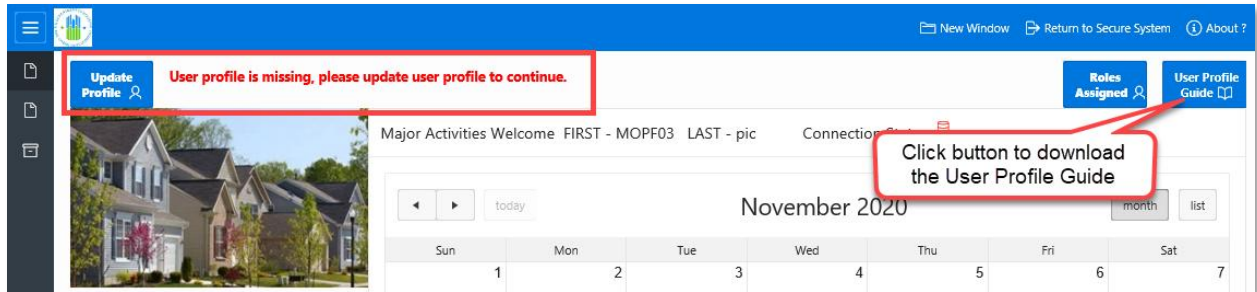 New Window Return to Secure System About ?
Update
Profile
User profile is missing, please update user profile to continue.
Roles
Assigned
User Profile
Guide
Major Activities Welcome FIRST - MOPF03 LAST - pic Connection
Click button to download
the User Profile Guide
today
November 2020
month
list
Sun Mon Tue Wed Thu Fri Sat
1 2 3 4 5 6 7